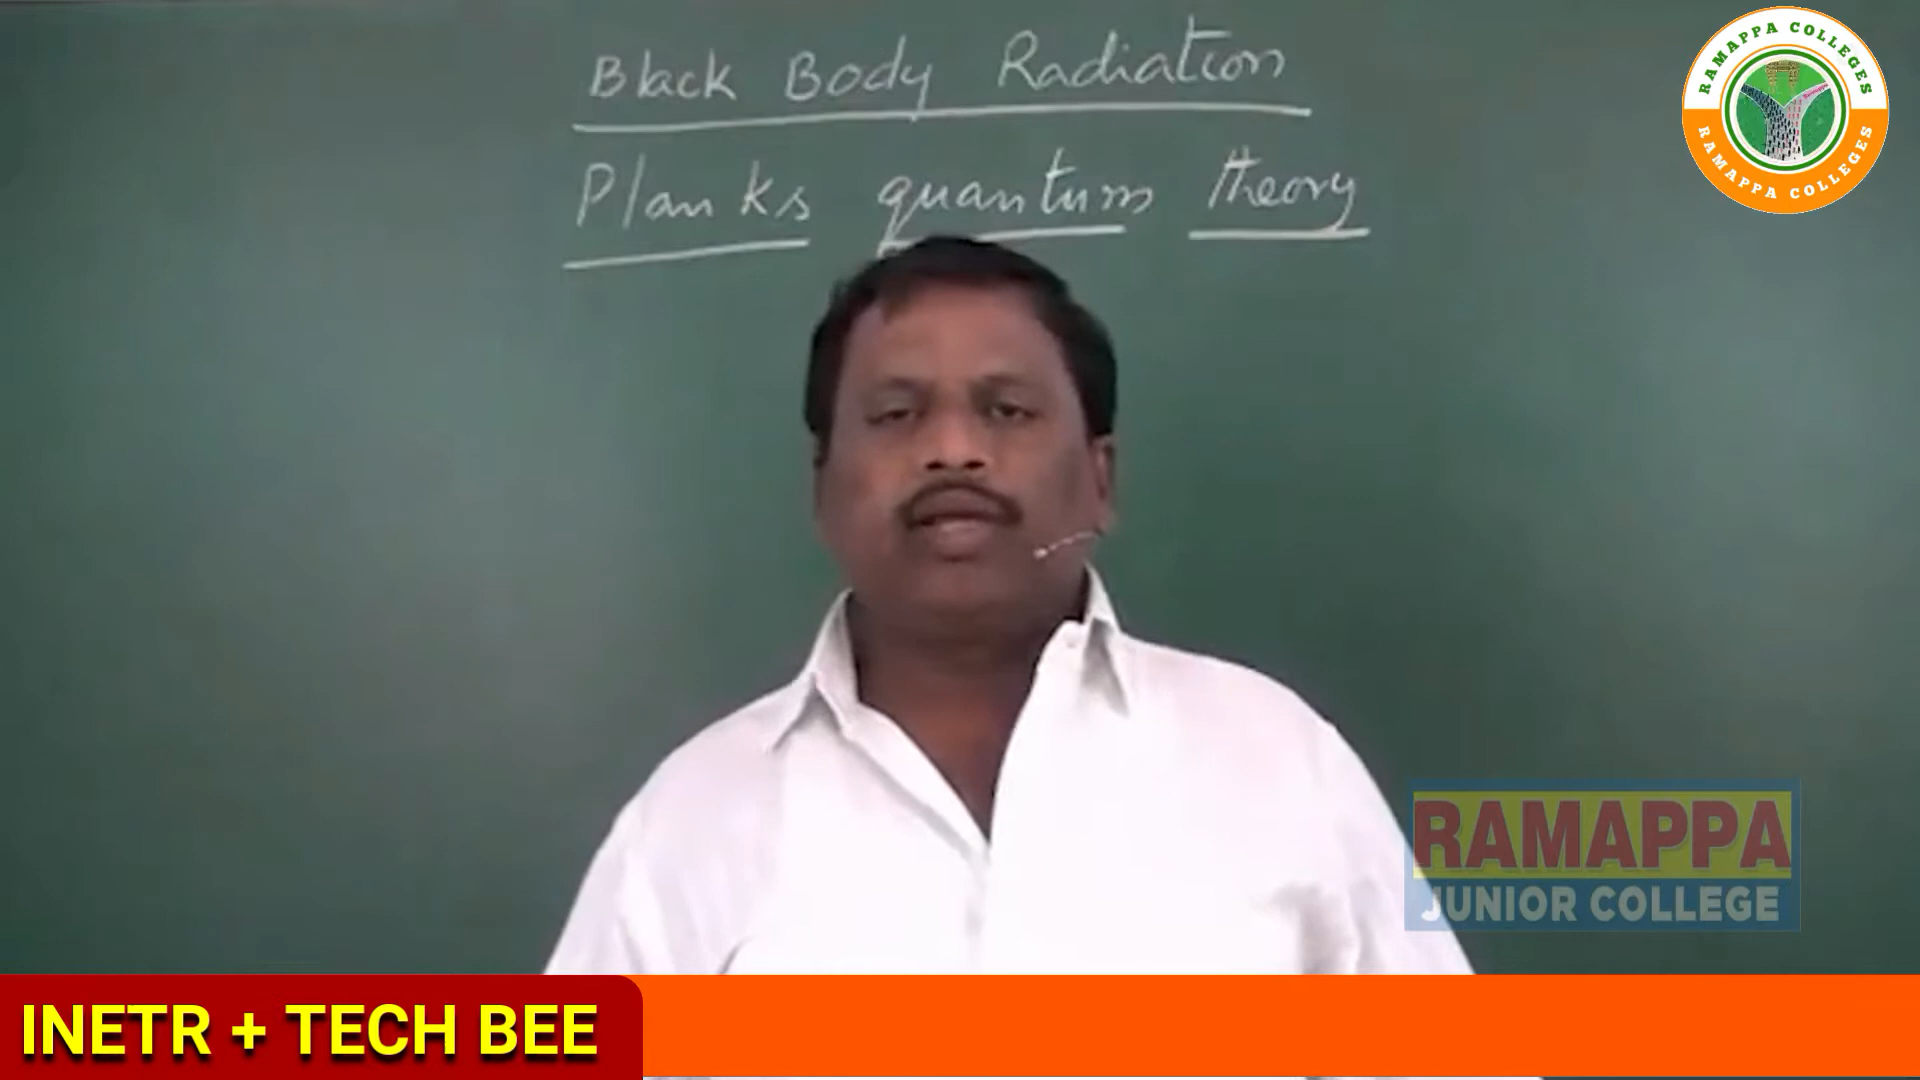 Black Body Radiation
Planks quantum theory
RAMAPPA COLLEGES
RAMAPPA COLLEGES
RAMAPPA
JUNIOR COLLEGE
INETR + TECH BEE